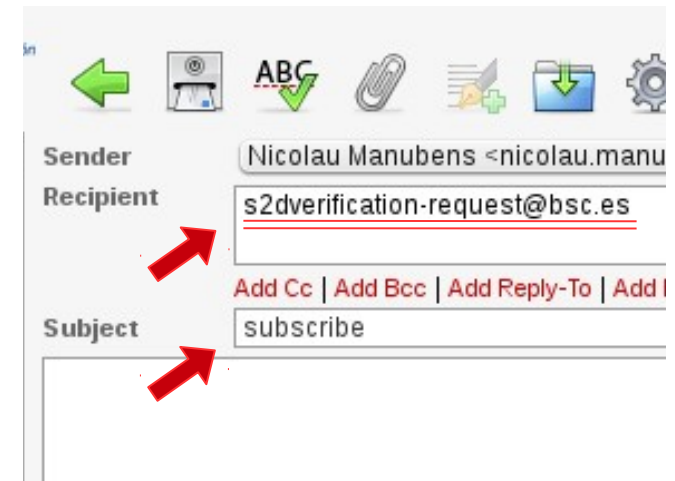 ón
ABC
Sender Nicolau Manubens <nicolau.manu
Recipient s2dverification-request@bsc.es
Add Cc | Add Bcc | Add Reply-To | Add
Subject subscribe